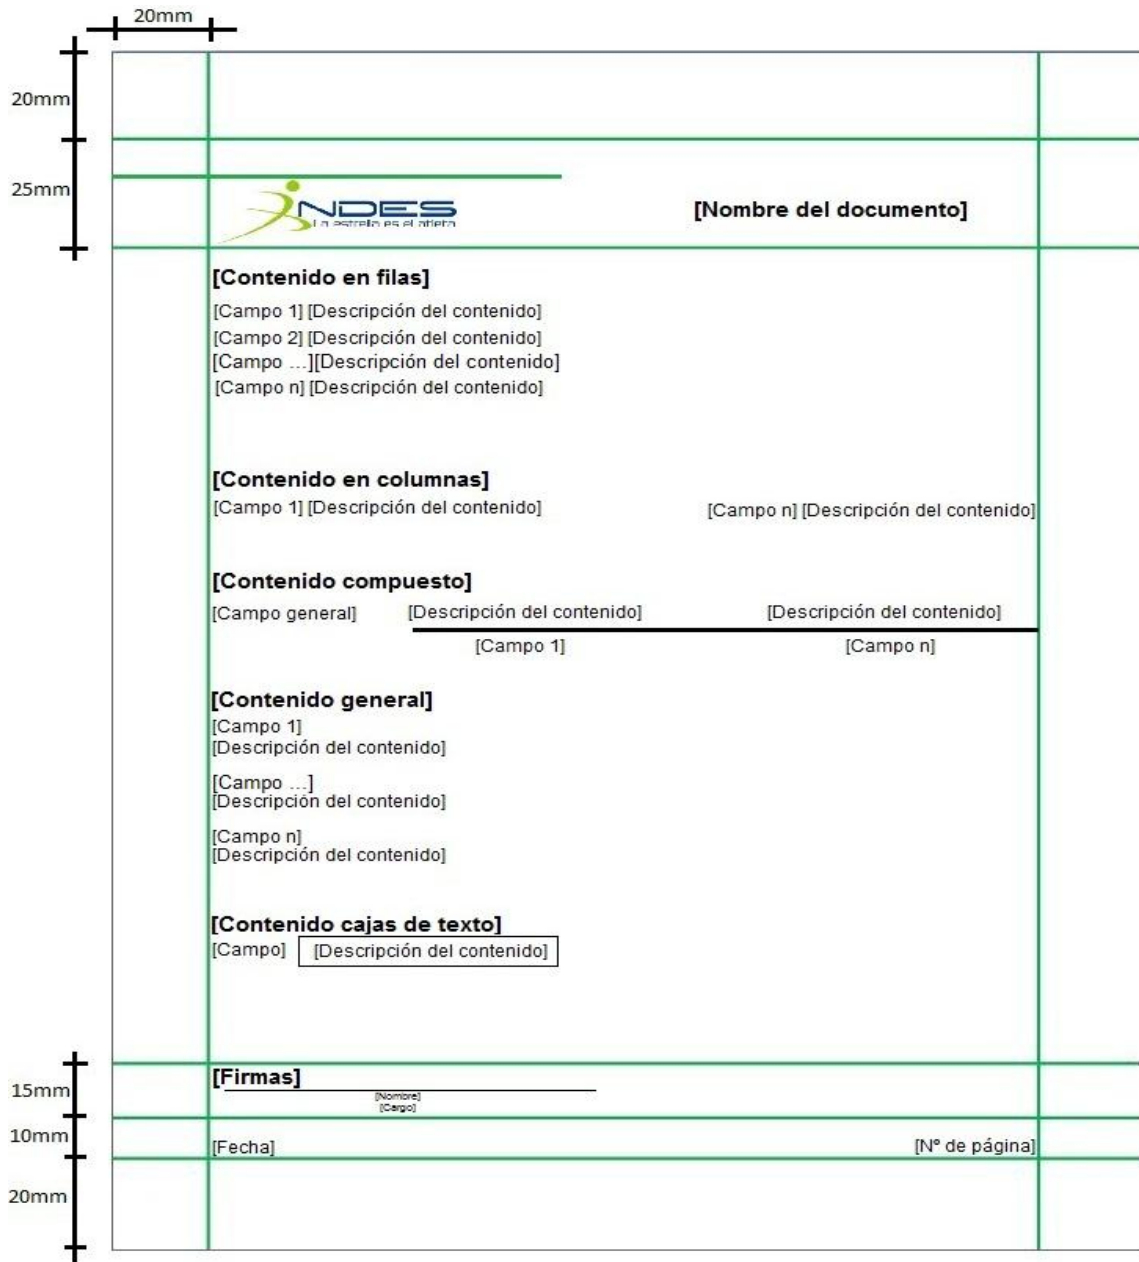 20mm
20mm
25mm
INDES
La estrella es el atleta
[Nombre del documento]
[Contenido en filas]
[Campo 1] [Descripción del contenido]
[Campo 2] [Descripción del contenido]
[Campo ...][Descripción del contenido]
[Campo n] [Descripción del contenido]
[Contenido en columnas]
[Campo 1] [Descripción del contenido] [Campo n] [Descripción del contenido]
[Contenido compuesto]
[Campo general] [Descripción del contenido] [Descripción del contenido]
[Campo 1] [Campo n]
[Contenido general]
[Campo 1]
[Descripción del contenido]
[Campo ...]
[Descripción del contenido]
[Campo n]
[Descripción del contenido]
[Contenido cajas de texto]
[Campo] [Descripción del contenido]
15mm
[Firmas]
[Nombre]
[Cargo]
10mm
[Fecha] [Nº de página]
20mm